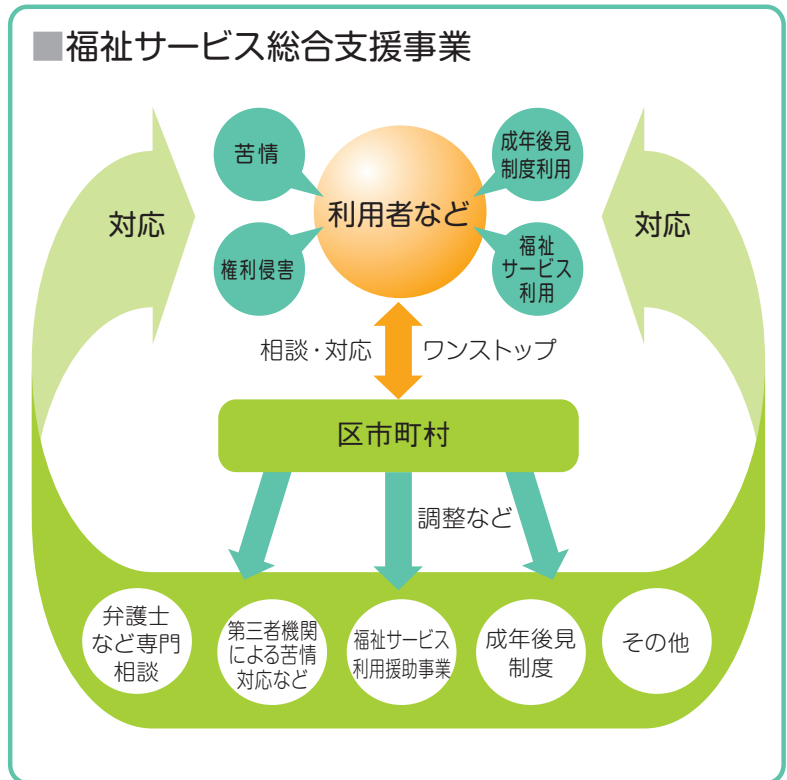 ■福祉サービス総合支援事業
苦情
成年後見
制度利用
対応
利用者など
対応
権利侵害
福祉
サービス
利用
相談・対応
ワンストップ
区市町村
調整など
弁護士
など専門
相談
第三者機関
による苦情
対応など
福祉サービス
利用援助事業
成年後見
制度
その他